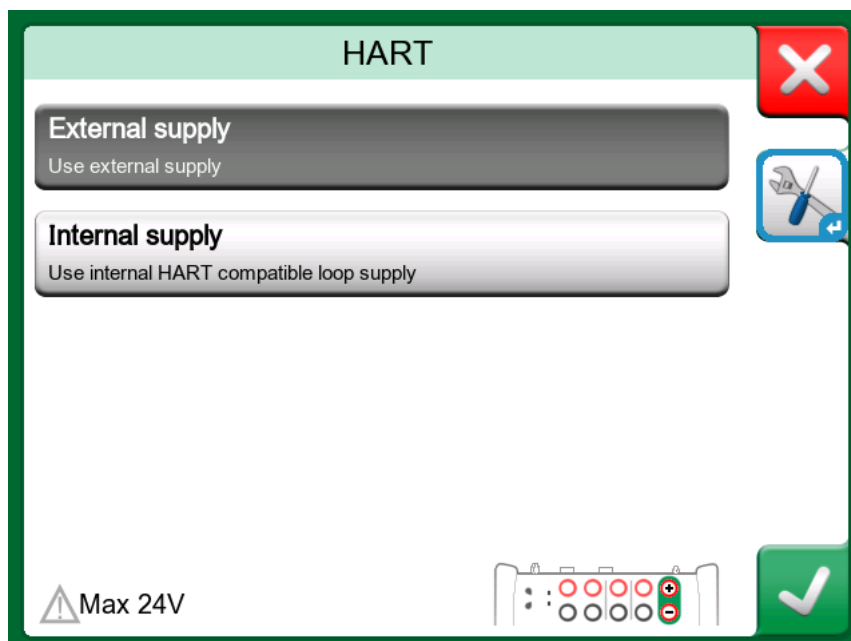 HART
External supply
Use external supply
Internal supply
Use internal HART compatible loop supply
Max 24V